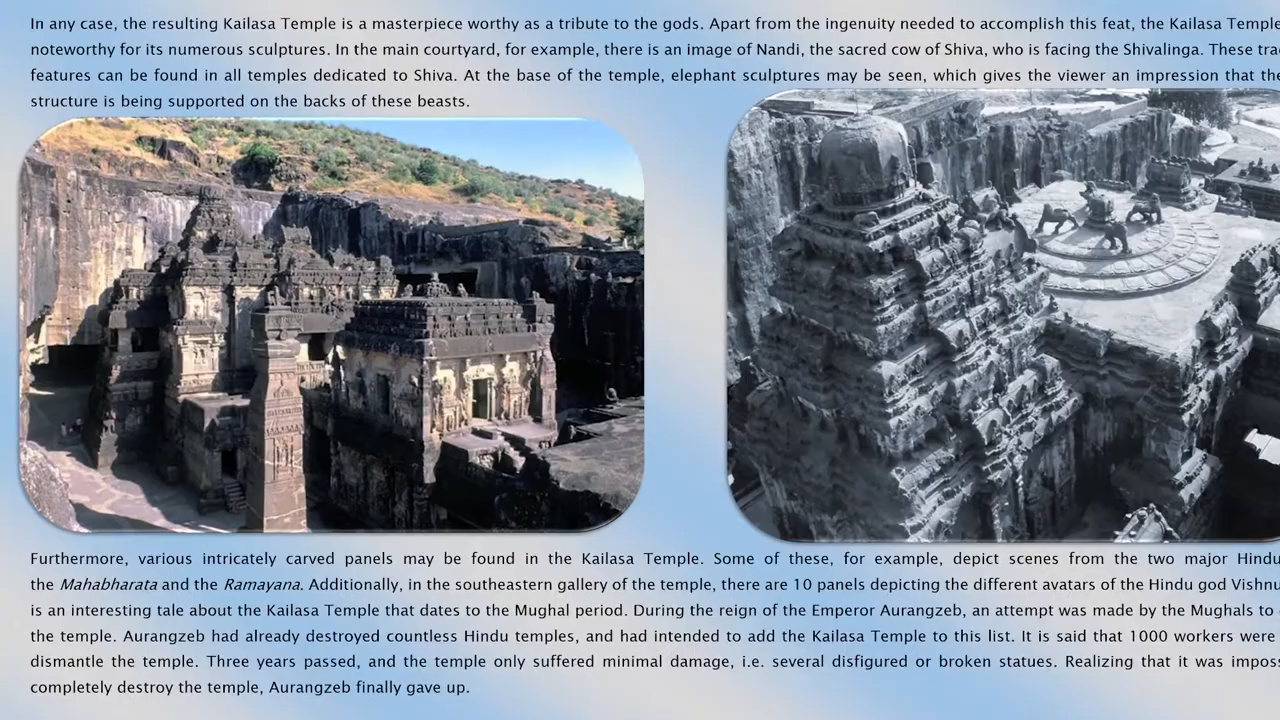 In any case, the resulting Kailasa Temple is a masterpiece worthy as a tribute to the gods. Apart from the ingenuity needed to accomplish this feat, the Kailasa Temple
noteworthy for its numerous sculptures. In the main courtyard, for example, there is an image of Nandi, the sacred cow of Shiva, who is facing the Shivalinga. These
features can be found in all temples dedicated to Shiva. At the base of the temple, elephant sculptures may be seen, which gives the viewer an impression that the
structure is being supported on the backs of these beasts.
Furthermore, various intricately carved panels may be found in the Kailasa Temple. Some of these, for example, depict scenes from the two major Hindu
the Mahabharata and the Ramayana. Additionally, in the southeastern gallery of the temple, there are 10 panels depicting the different avatars of the Hindu god Vishnu
is an interesting tale about the Kailasa Temple that dates to the Mughal period. During the reign of the Emperor Aurangzeb, an attempt was made by the Mughals to
the temple. Aurangzeb had already destroyed countless Hindu temples, and had intended to add the Kailasa Temple to this list. It is said that 1000 workers were
dismantle the temple. Three years passed, and the temple only suffered minimal damage, i.e. several disfigured or broken statues. Realizing that it was
completely destroy the temple, Aurangzeb finally gave up.